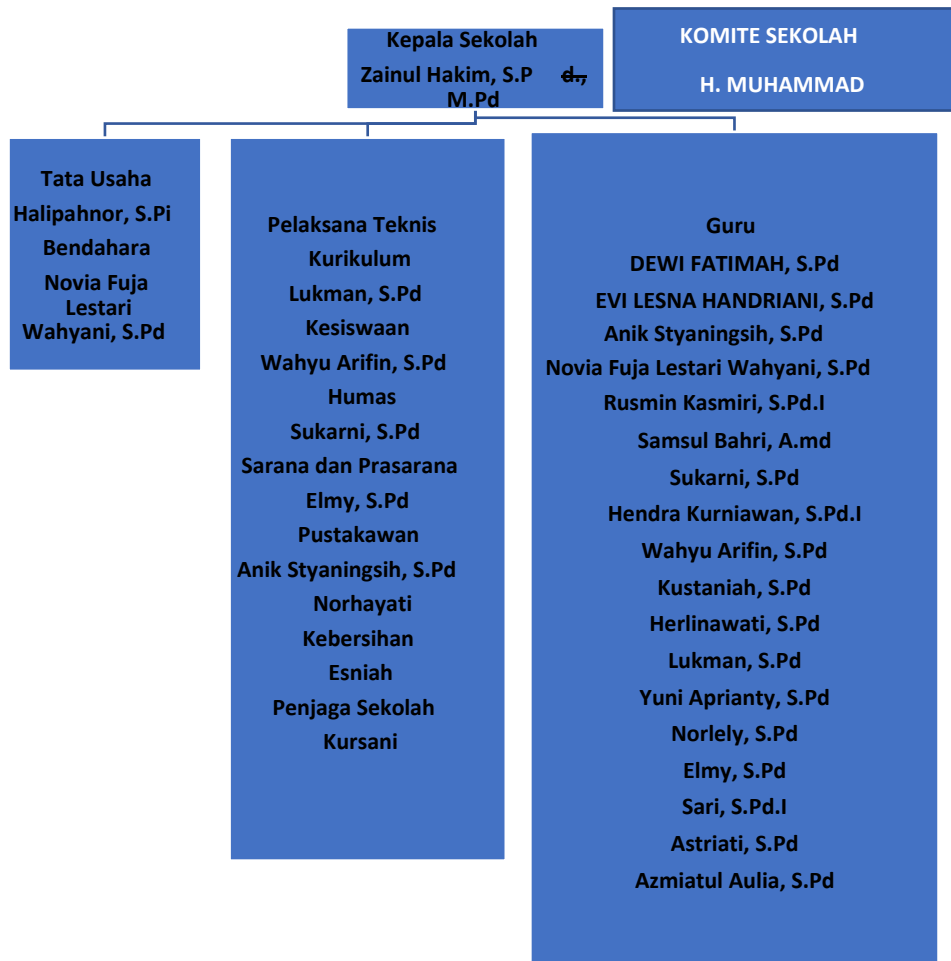 Kepala Sekolah
Zainul Hakim, S.P d.,
M.Pd
KOMITE SEKOLAH
H. MUHAMMAD
Tata Usaha
Halipahnor, S.Pi
Bendahara
Novia Fuja
Lestari
Wahyani, S.Pd
Pelaksana Teknis
Kurikulum
Lukman, S.Pd
Kesiswaan
Wahyu Arifin, S.Pd
Humas
Sukarni, S.Pd
Sarana dan Prasarana
Elmy, S.Pd
Pustakawan
Anik Styaningsih, S.Pd
Norhayati
Kebersihan
Esniah
Penjaga Sekolah
Kursani
Guru
DEWI FATIMAH, S.Pd
EVI LESNA HANDRIANI, S.Pd
Anik Styaningsih, S.Pd
Novia Fuja Lestari Wahyani, S.Pd
Rusmin Kasmiri, S.Pd.I
Samsul Bahri, A.md
Sukarni, S.Pd
Hendra Kurniawan, S.Pd.I
Wahyu Arifin, S.Pd
Kustaniah, S.Pd
Herlinawati, S.Pd
Lukman, S.Pd
Yuni Aprianty, S.Pd
Norlely, S.Pd
Elmy, S.Pd
Sari, S.Pd.I
Astriati, S.Pd
Azmiatul Aulia, S.Pd